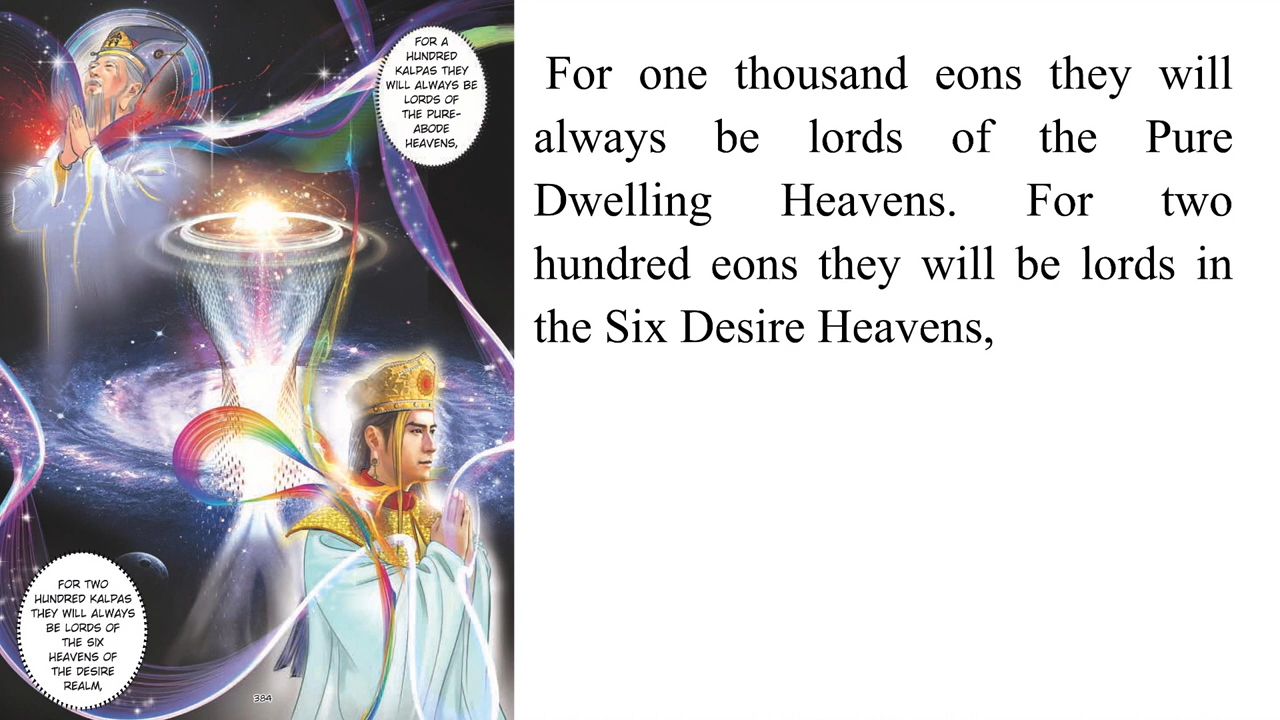 FOR A
HUNDRED
KALPAS THEY
WILL ALWAYS BE
LORDS OF
THE PURE-
ABODE
HEAVENS,
FOR TWO
HUNDRED KALPAS
THEY WILL ALWAYS
BE LORDS OF
THE SIX
HEAVENS OF
THE DESIRE
REALM,
384
For one thousand eons they will
always be lords of the Pure
Dwelling Heavens. For two
hundred eons they will be lords in
the Six Desire Heavens,